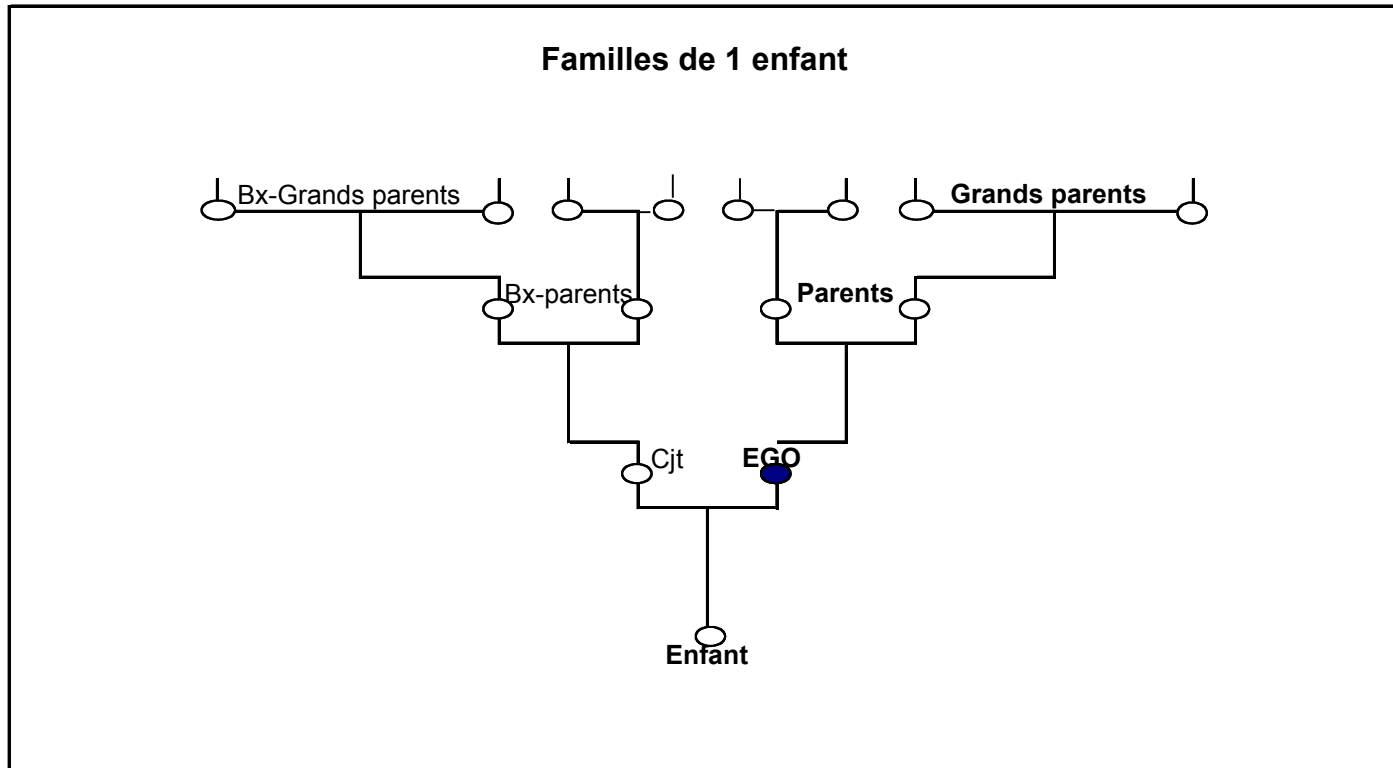 Familles de 1 enfant
Bx-Grands parents
Grands parents
Bx-parents
Parents
Cjt
EGO
Enfant